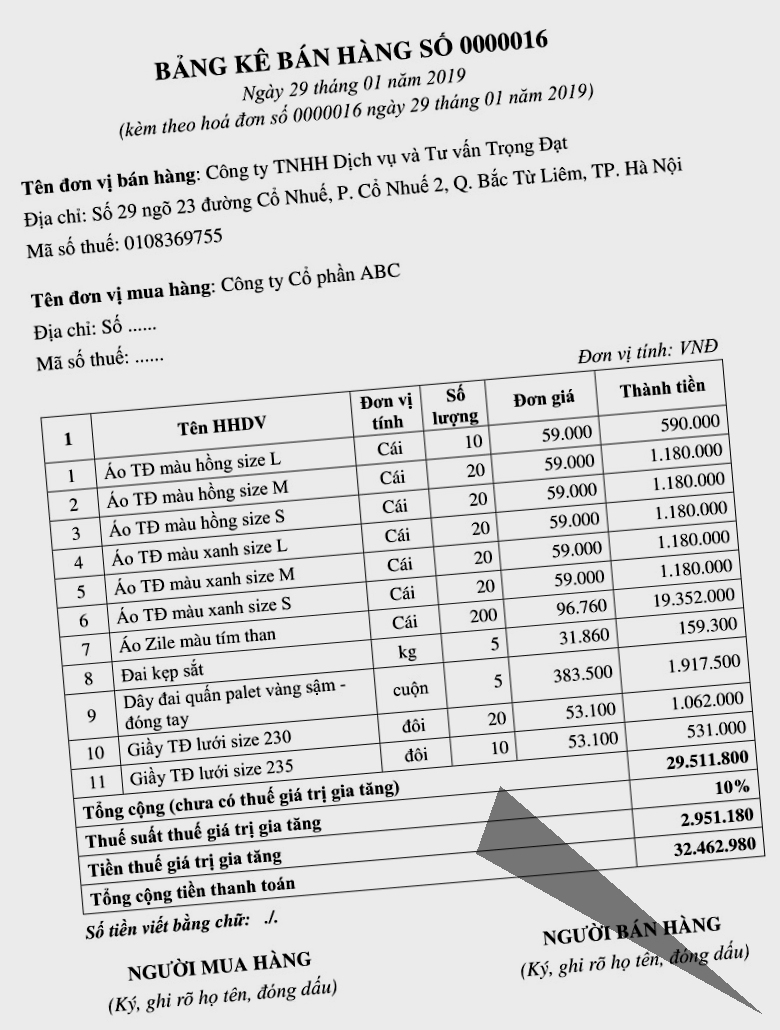 BẢNG KÊ BÁN HÀNG SỐ 0000016
Ngày 29 tháng 01 năm 2019
(kèm theo hoá đơn số 0000016 ngày 29 tháng 01 năm 2019)
Tên đơn vị bán hàng: Công ty TNHH Dịch vụ và Tư vấn Trọng Đạt
Địa chỉ: Số 29 ngõ 23 đường Cổ Nhuế, P. Cổ Nhuế 2, Q. Bắc Từ Liêm, TP. Hà Nội
Mã số thuế: 0108369755
Tên đơn vị mua hàng: Công ty Cổ phần ABC
Địa chỉ: Số ......
Mã số thuế: ......
Đơn vị tính: VNĐ
1 Tên HHDV Đơn vị tính Số lượng Đơn giá Thành tiền
1 Áo TĐ màu hồng size L Cái 10 59.000 590.000
2 Áo TĐ màu hồng size M Cái 20 59.000 1.180.000
3 Áo TĐ màu hồng size S Cái 20 59.000 1.180.000
4 Áo TĐ màu xanh size L Cái 20 59.000 1.180.000
5 Áo TĐ màu xanh size M Cái 20 59.000 1.180.000
6 Áo TĐ màu xanh size S Cái 20 59.000 1.180.000
7 Áo Zile màu tím than Cái 200 96.760 19.352.000
8 Đai kẹp sắt kg 5 31.860 159.300
9 Dây đai quấn palet vàng sậm - đóng tay cuộn 5 383.500 1.917.500
10 Giầy TĐ lưới size 230 đôi 20 53.100 1.062.000
11 Giầy TĐ lưới size 235 đôi 10 53.100 531.000
Tổng cộng (chưa có thuế giá trị gia tăng) 29.511.800
Thuế suất thuế giá trị gia tăng 10%
Tiền thuế giá trị gia tăng 2.951.180
Tổng cộng tiền thanh toán 32.462.980
Số tiền viết bằng chữ: ./.
NGƯỜI MUA HÀNG NGƯỜI BÁN HÀNG
(Ký, ghi rõ họ tên, đóng dấu) (Ký, ghi rõ họ tên, đóng dấu)